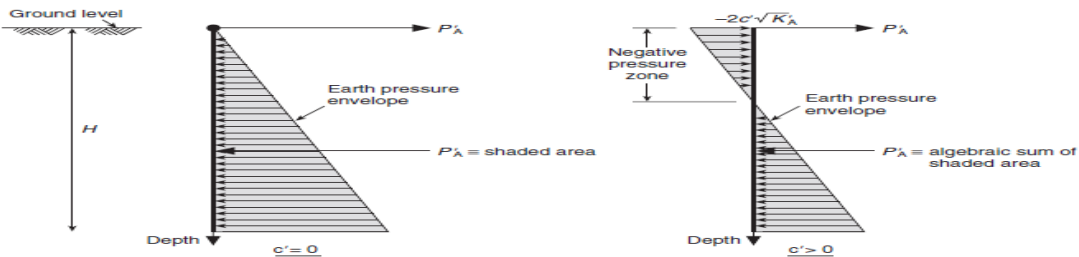 Ground level
P′A
H
Earth pressure
envelope
P′A = shaded area
Depth
c′= 0
−2c′√K′A
P′A
Negative
pressure
zone
Earth pressure
envelope
P′A = algebraic sum of
shaded area
Depth
c′> 0